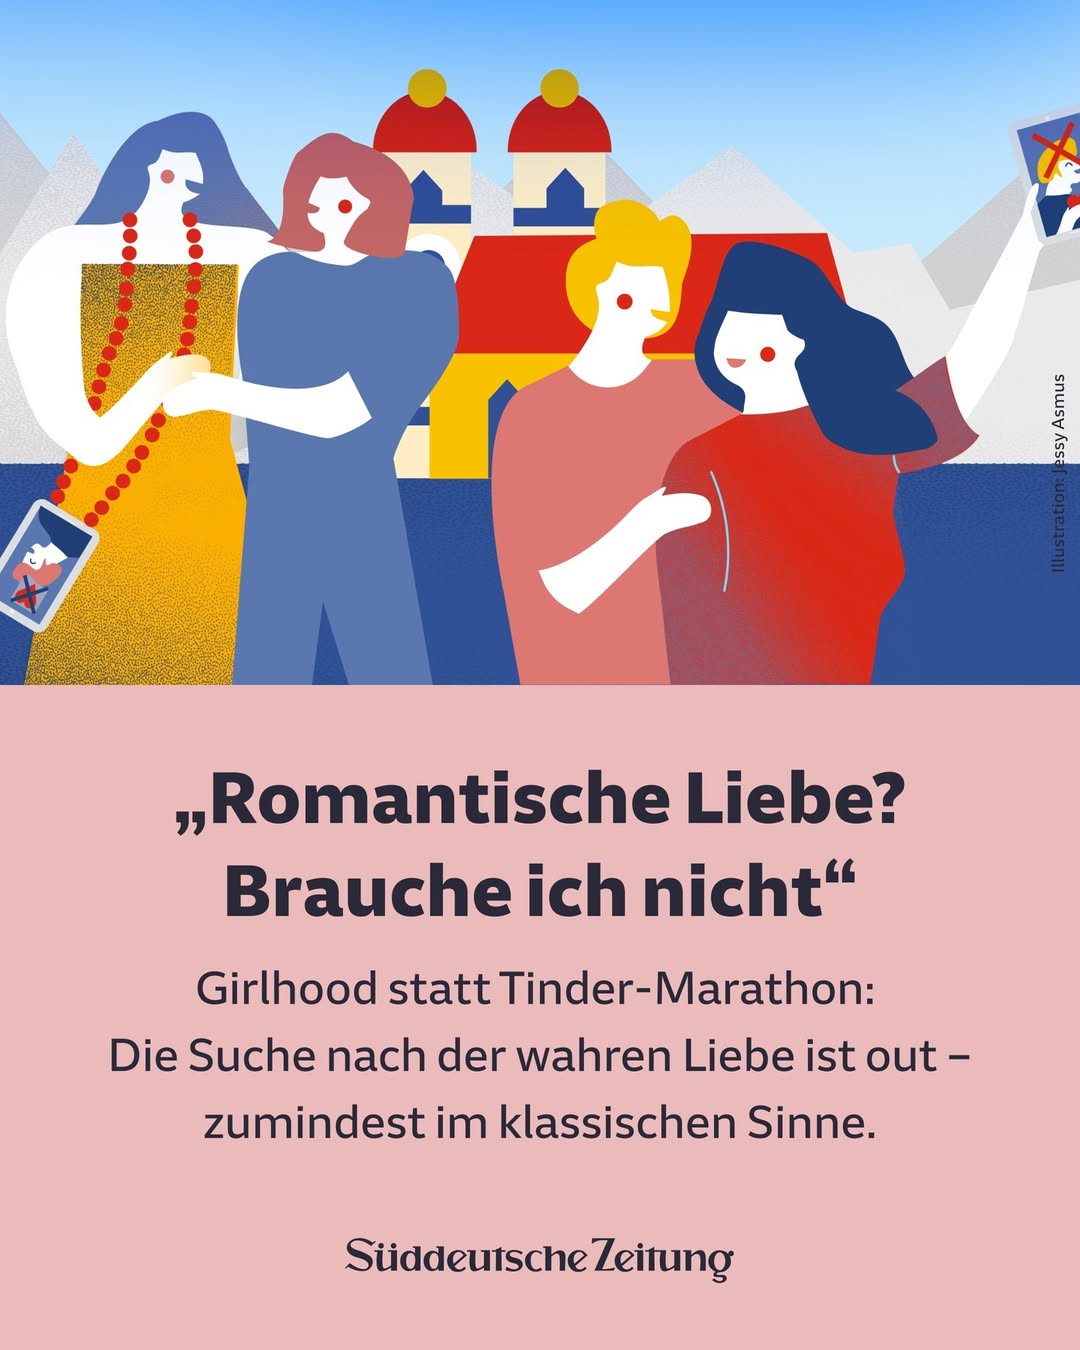 Illustration: Jessy Asmus
„Romantische Liebe?
Brauche ich nicht“
Girlhood statt Tinder-Marathon:
Die Suche nach der wahren Liebe ist out –
zumindest im klassischen Sinne.
Süddeutsche Zeitung